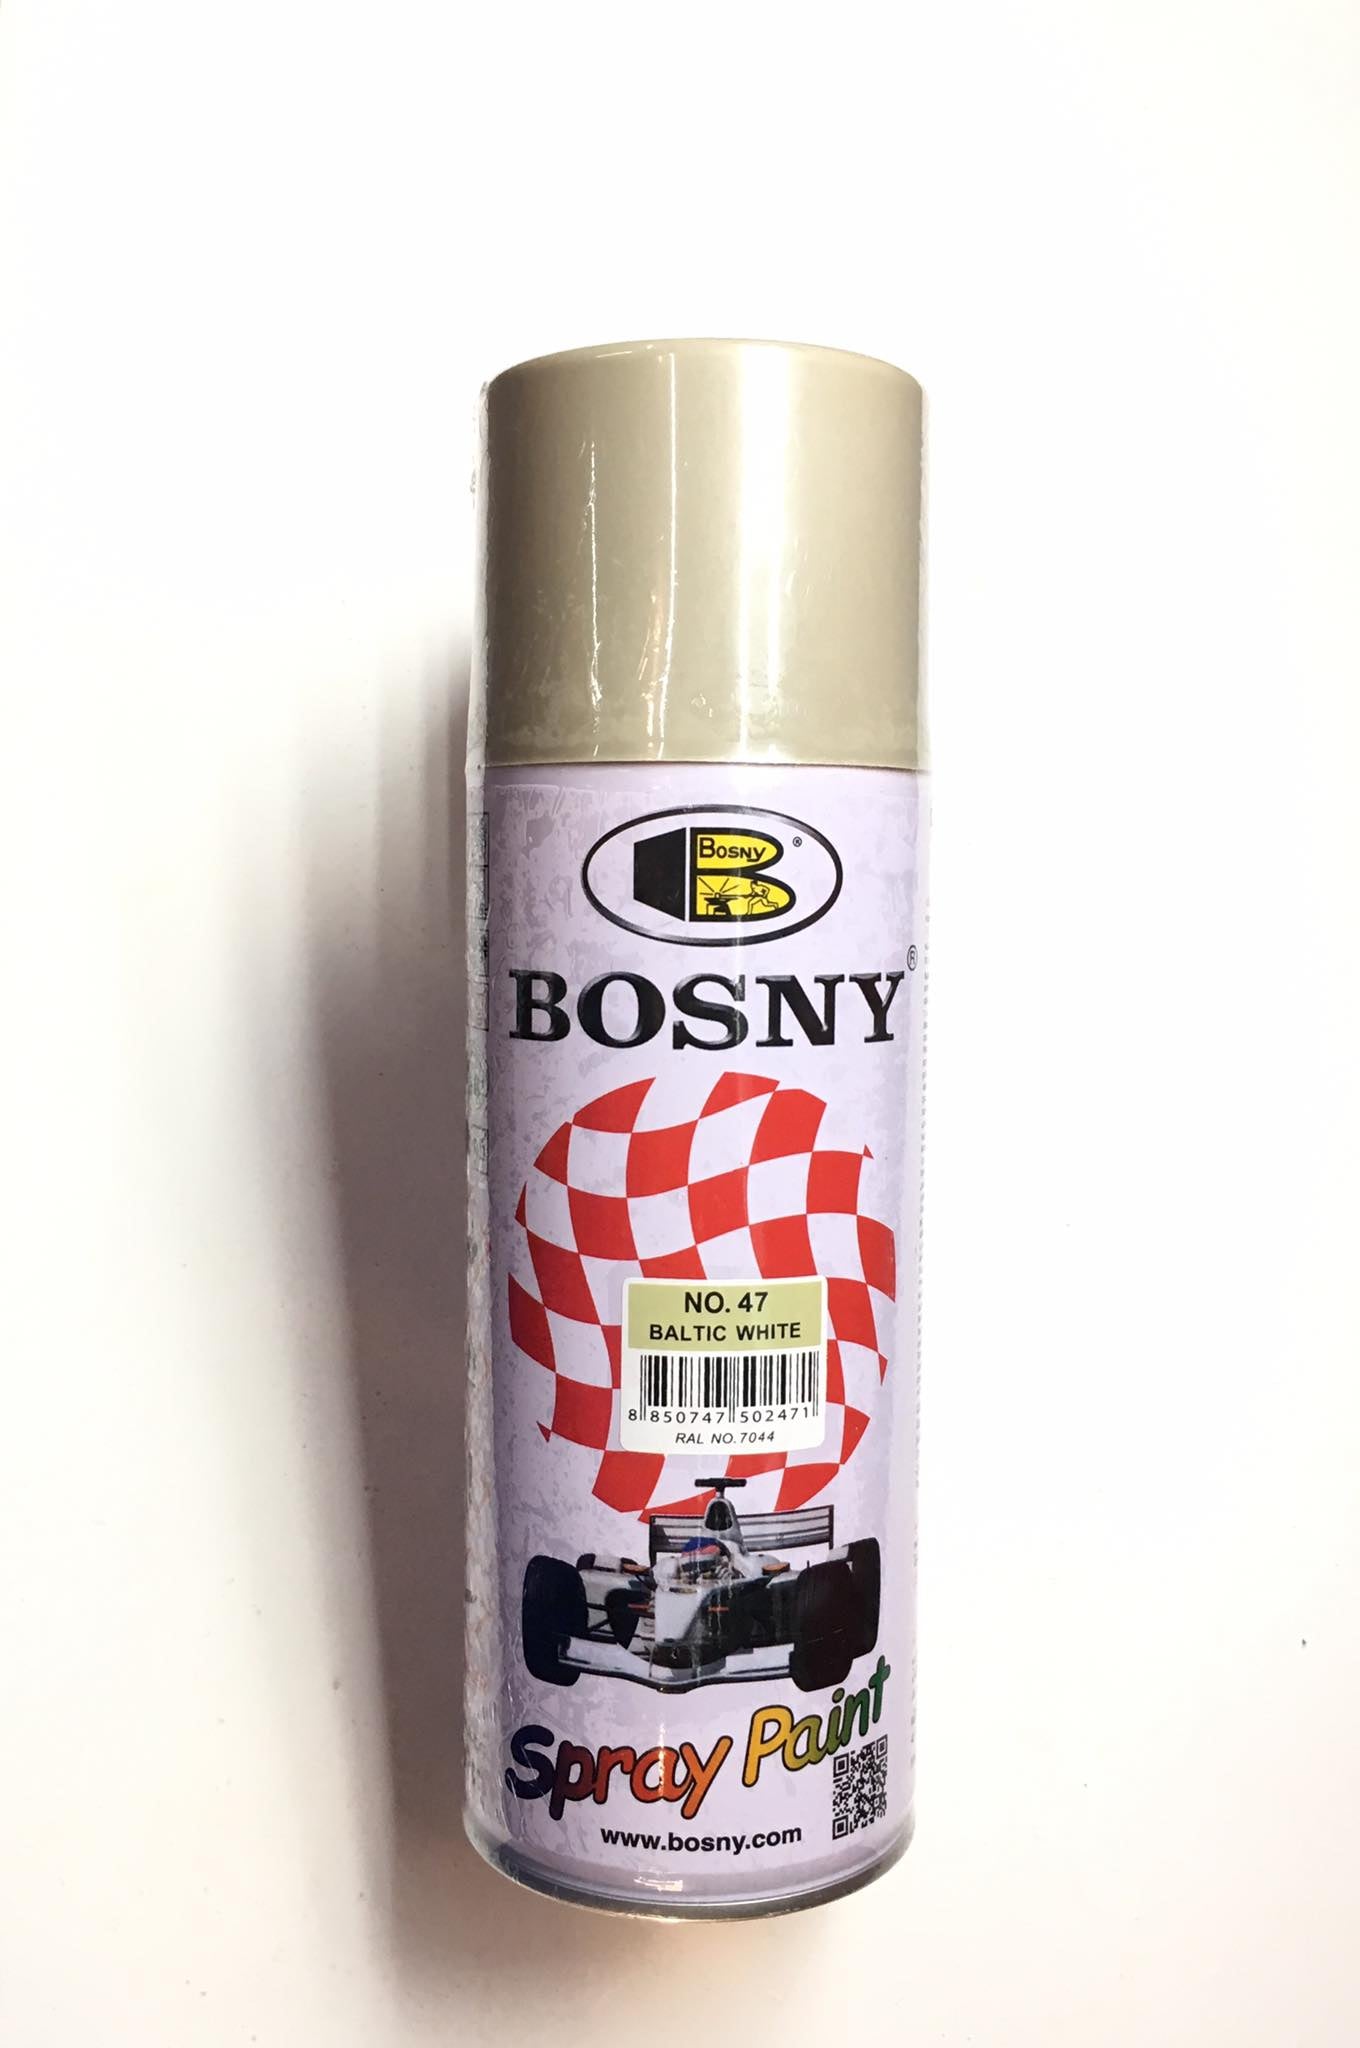 BOSNY ®
BOSNY ®
NO. 47
BALTIC WHITE
8 850747 502471
RAL NO.7044
Spray Paint
www.bosny.com